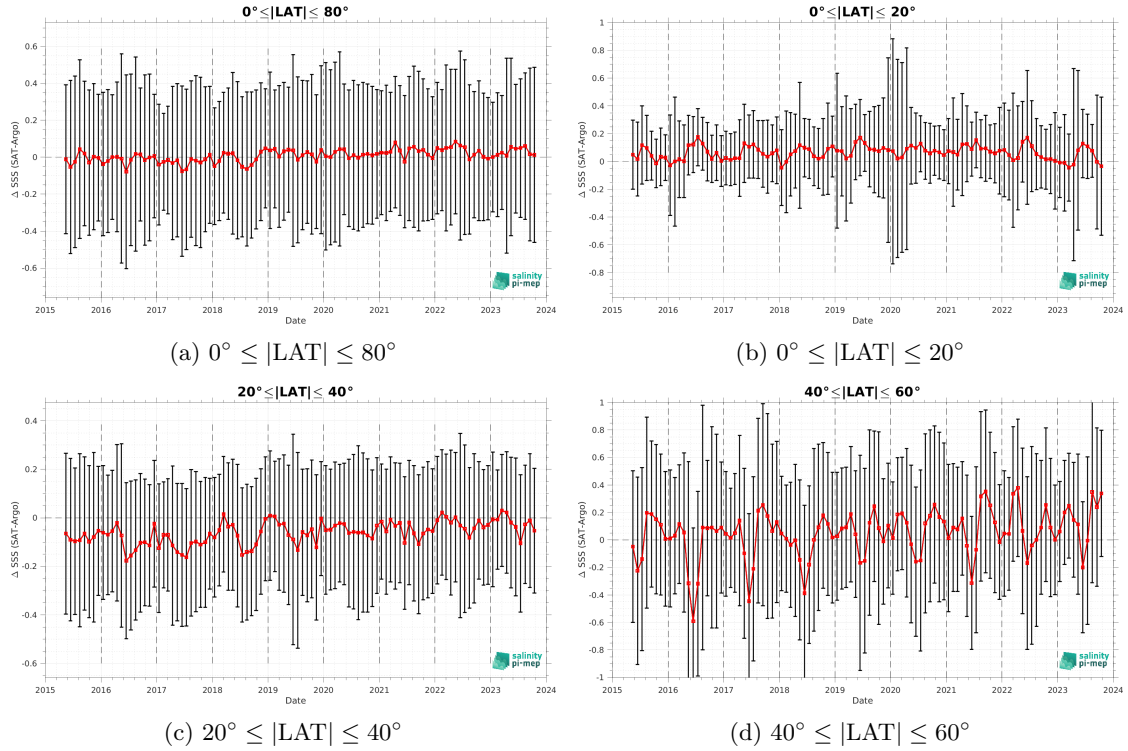 0°≤|LAT|≤ 80°
Δ SSS (SAT-Argo)
0.6
0.4
0.2
0
-0.2
-0.4
-0.6
2015 2016 2017 2018 2019 2020 2021 2022 2023 2024
Date
salinity
pi-mep
(a) 0° ≤ |LAT| ≤ 80°
0°≤|LAT|≤ 20°
Δ SSS (SAT-Argo)
1
0.8
0.6
0.4
0.2
0
-0.2
-0.4
-0.6
-0.8
2015 2016 2017 2018 2019 2020 2021 2022 2023 2024
Date
salinity
pi-mep
(b) 0° ≤ |LAT| ≤ 20°
20°≤|LAT|≤ 40°
Δ SSS (SAT-Argo)
0.4
0.2
0
-0.2
-0.4
-0.6
2015 2016 2017 2018 2019 2020 2021 2022 2023 2024
Date
salinity
pi-mep
(c) 20° ≤ |LAT| ≤ 40°
40°≤|LAT|≤ 60°
Δ SSS (SAT-Argo)
1
0.8
0.6
0.4
0.2
0
-0.2
-0.4
-0.6
-0.8
-1
2015 2016 2017 2018 2019 2020 2021 2022 2023 2024
Date
salinity
pi-mep
(d) 40° ≤ |LAT| ≤ 60°